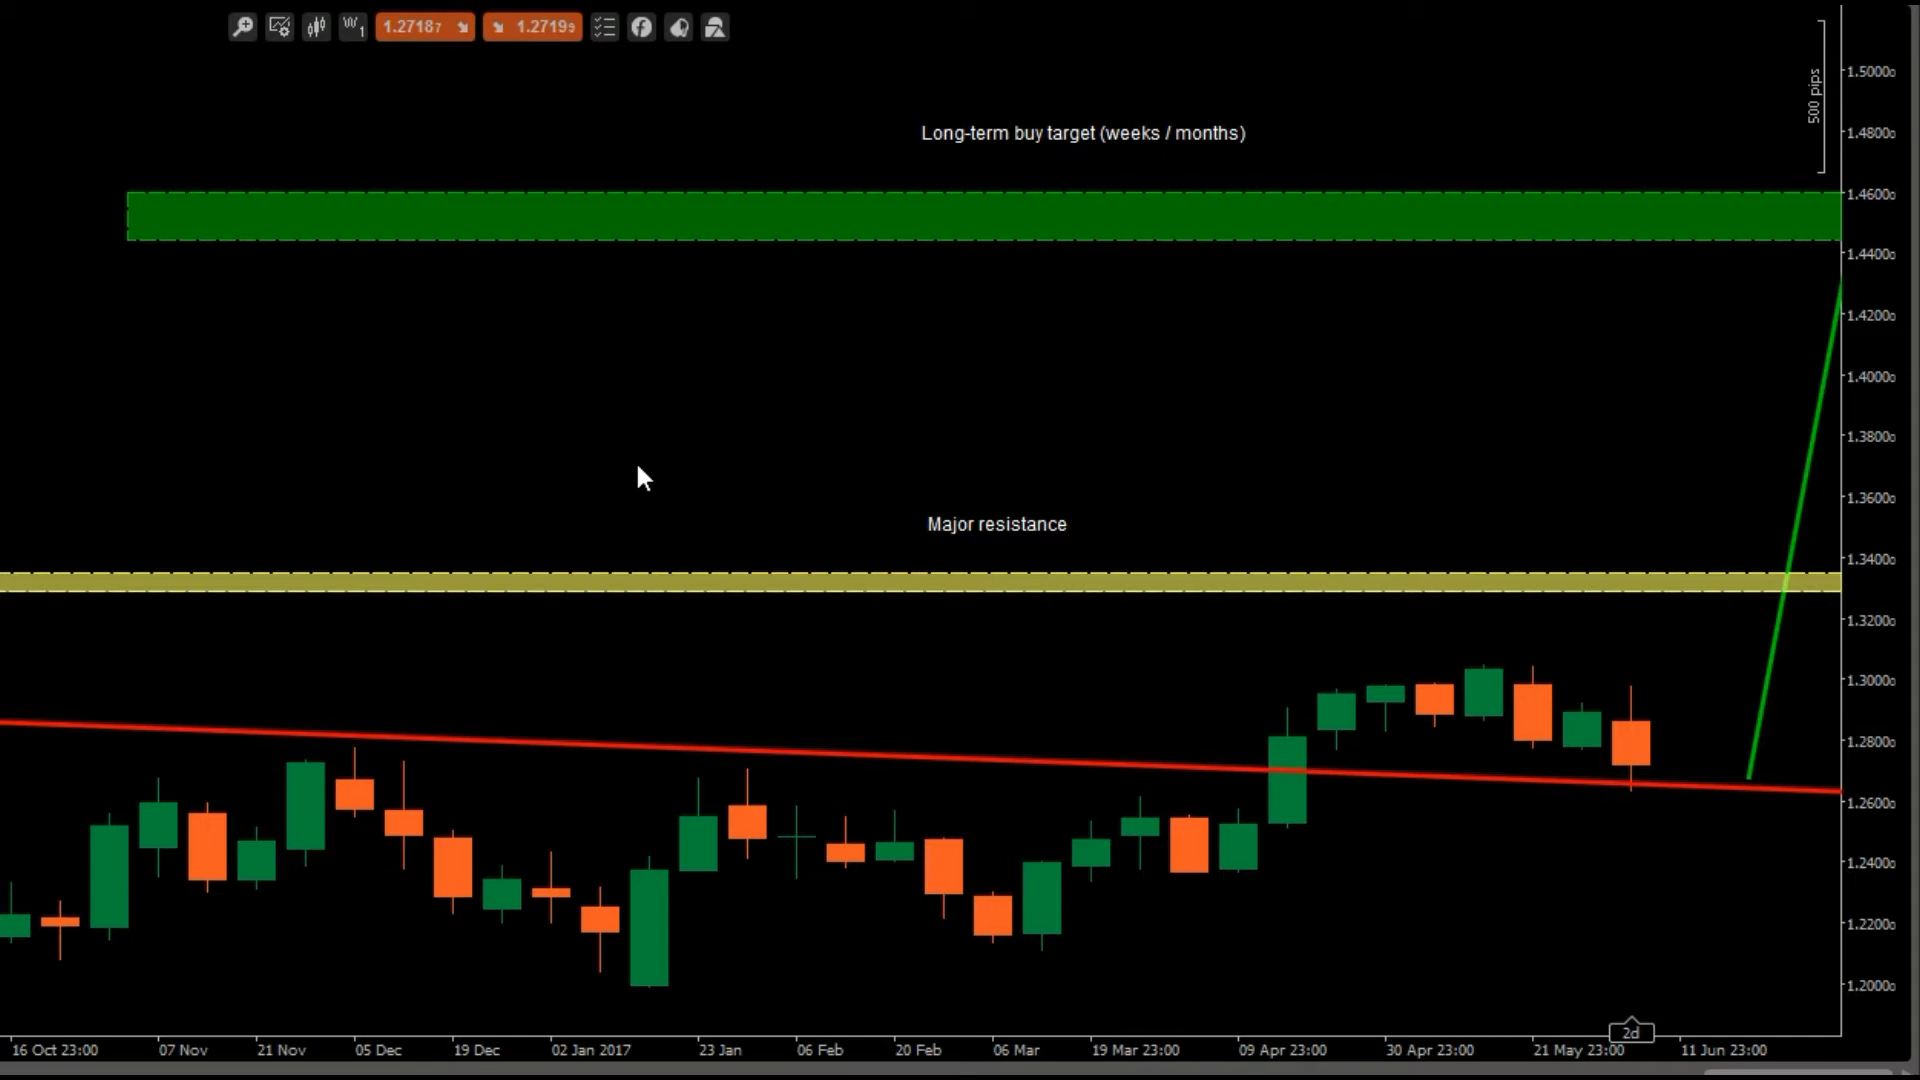 W1 1.27187 1.27199
500 pips
1.50000
Long-term buy target (weeks / months)
1.48000
1.46000
1.44000
1.42000
1.40000
1.38000
1.36000
Major resistance
1.34000
1.32000
1.30000
1.28000
1.26000
1.24000
1.22000
1.20000
2d
16 Oct 23:00 07 Nov 21 Nov 05 Dec 19 Dec 02 Jan 2017 23 Jan 06 Feb 20 Feb 06 Mar 19 Mar 23:00 09 Apr 23:00 30 Apr 23:00 21 May 23:00 11 Jun 23:00